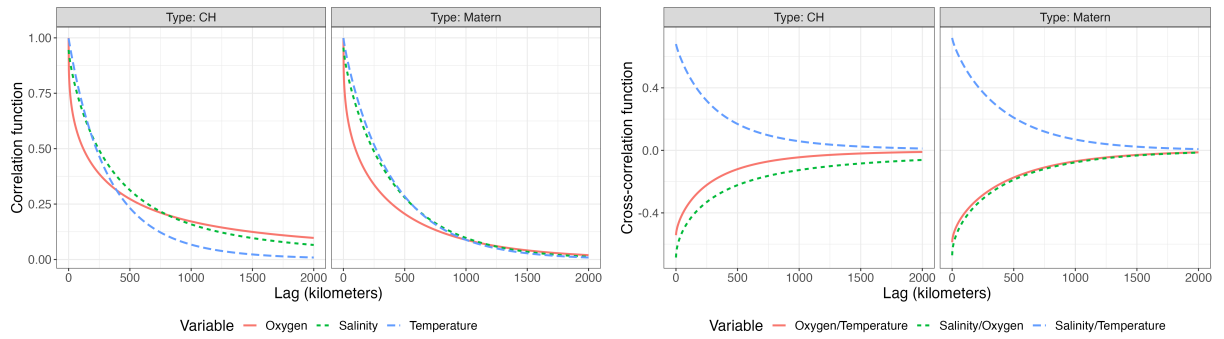 Type: CH
Type: Matern
Correlation function
1.00
0.75
0.50
0.25
0.00
0 500 1000 1500 2000 0 500 1000 1500 2000
Lag (kilometers)
Variable Oxygen Salinity Temperature
Type: CH
Type: Matern
Cross-correlation function
0.4
0.0
-0.4
0 500 1000 1500 2000 0 500 1000 1500 2000
Lag (kilometers)
Variable Oxygen/Temperature Salinity/Oxygen Salinity/Temperature